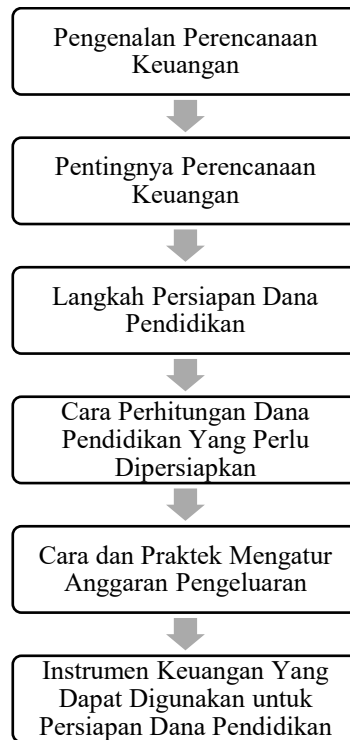 Pengenalan Perencanaan
Keuangan
Pentingnya Perencanaan
Keuangan
Langkah Persiapan Dana
Pendidikan
Cara Perhitungan Dana
Pendidikan Yang Perlu
Dipersiapkan
Cara dan Praktek Mengatur
Anggaran Pengeluaran
Instrumen Keuangan Yang
Dapat Digunakan untuk
Persiapan Dana Pendidikan